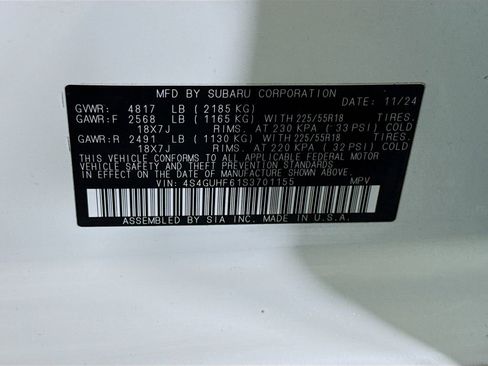 MFD BY SUBARU CORPORATION
GVWR: 4817 LB ( 2185 KG) DATE: 11/24
GAWR:F 2568 LB ( 1165 KG) WITH 225/55R18 TIRES.
18X7J RIMS. AT 230 KPA ( 33 PSI) COLD
GAWR:R 2491 LB ( 1130 KG) WITH 225/55R18 TIRES.
18X7J RIMS. AT 220 KPA ( 32 PSI) COLD
THIS VEHICLE CONFORMS TO ALL APPLICABLE FEDERAL MOTOR
VEHICLE SAFETY AND THEFT PREVENTION STANDARDS
IN EFFECT ON THE DATE OF MANUFACTURE SHOWN ABOVE.
VIN: 4S4GUHF61S3701155 MPV
ASSEMBLED BY SIA INC. MADE IN U.S.A.